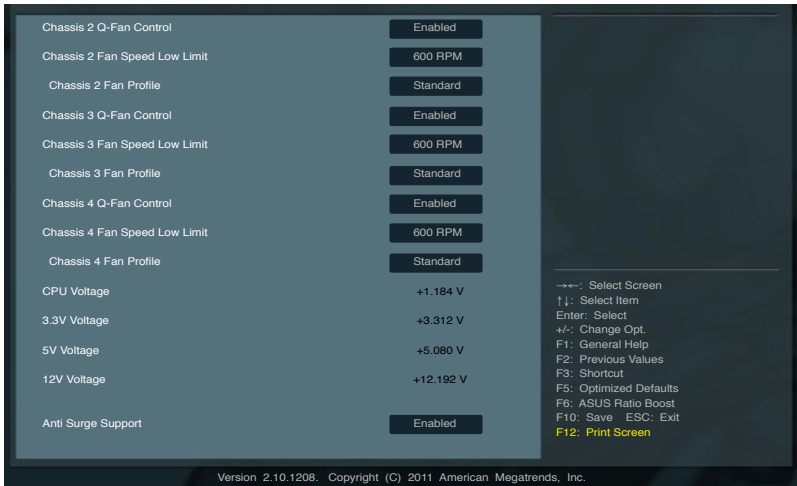 Chassis 2 Q-Fan Control Enabled
Chassis 2 Fan Speed Low Limit 600 RPM
Chassis 2 Fan Profile Standard
Chassis 3 Q-Fan Control Enabled
Chassis 3 Fan Speed Low Limit 600 RPM
Chassis 3 Fan Profile Standard
Chassis 4 Q-Fan Control Enabled
Chassis 4 Fan Speed Low Limit 600 RPM
Chassis 4 Fan Profile Standard
CPU Voltage +1.184 V
3.3V Voltage +3.312 V
5V Voltage +5.080 V
12V Voltage +12.192 V
Anti Surge Support Enabled
→←: Select Screen
↑↓: Select Item
Enter: Select
+/-: Change Opt.
F1: General Help
F2: Previous Values
F3: Shortcut
F5: Optimized Defaults
F6: ASUS Ratio Boost
F10: Save ESC: Exit
F12: Print Screen
Version 2.10.1208. Copyright (C) 2011 American Megatrends, Inc.